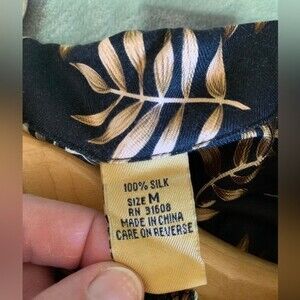 100% SILK
SIZE M
RN 31608
MADE IN CHINA
CARE ON REVERSE